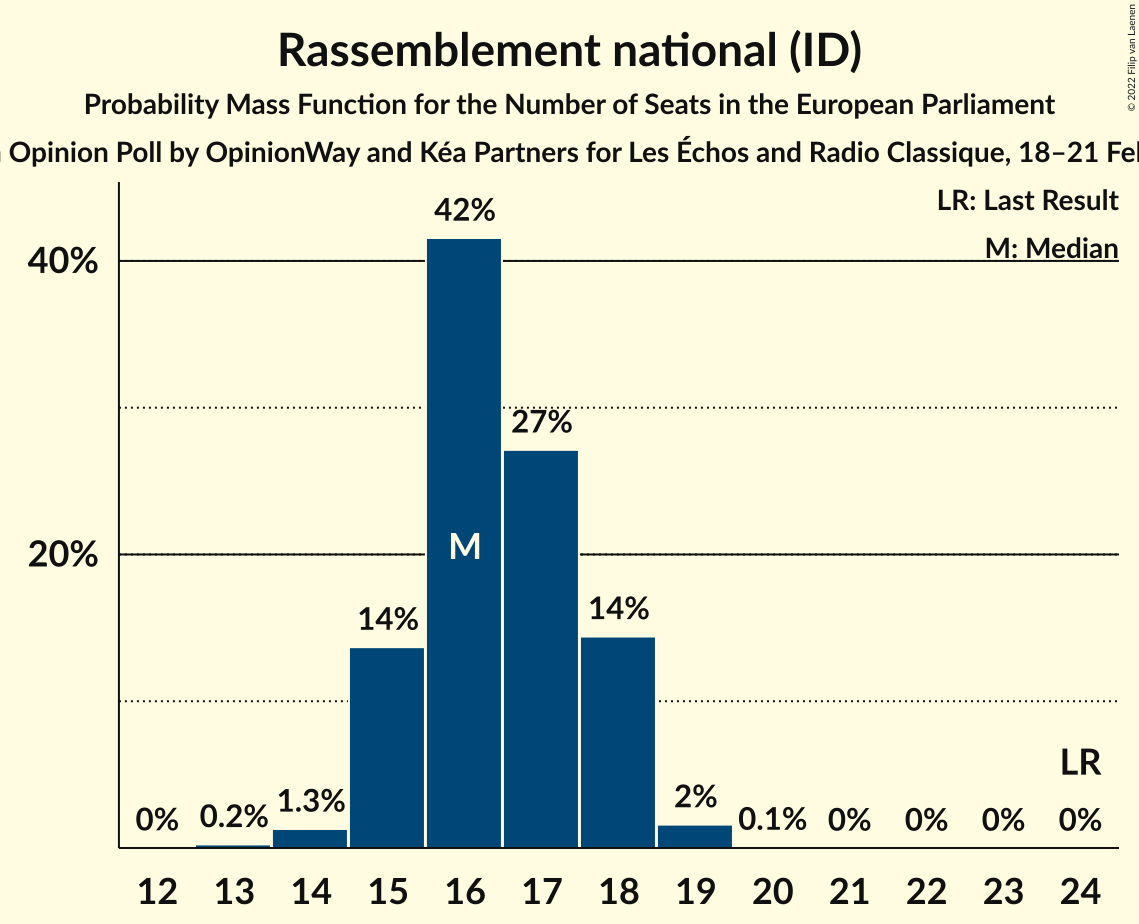 Rassemblement national (ID)
Probability Mass Function for the Number of Seats in the European Parliament
Opinion Poll by OpinionWay and Kéa Partners for Les Échos and Radio Classique, 18–21
© 2022 Filip van Laenen
LR: Last Result
M: Median
40%
20%
42%
27%
M
14%
14%
LR
0%
0.2%
1.3%
2%
0.1%
0%
0%
0%
0%
12 13 14 15 16 17 18 19 20 21 22 23 24